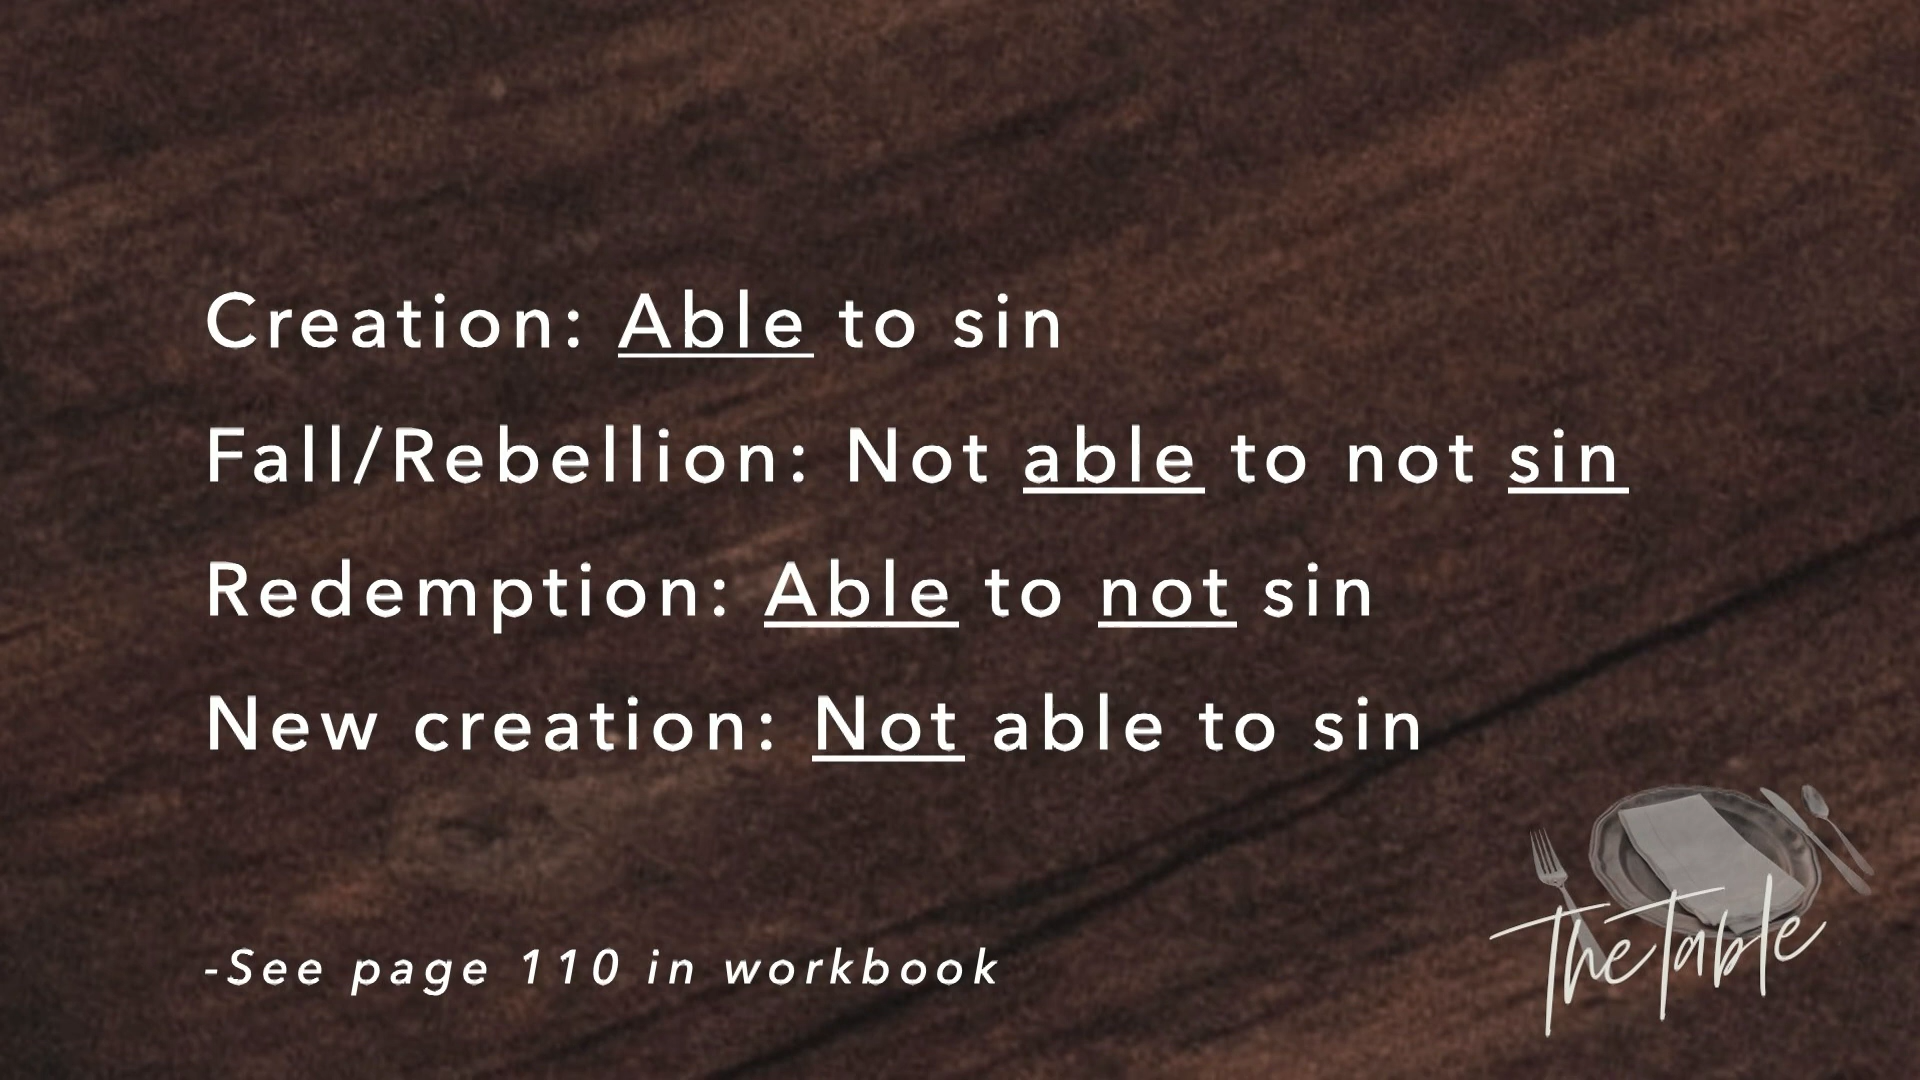 Creation: Able to sin
Fall/Rebellion: Not able to not sin
Redemption: Able to not sin
New creation: Not able to sin
-See page 110 in workbook
The Table